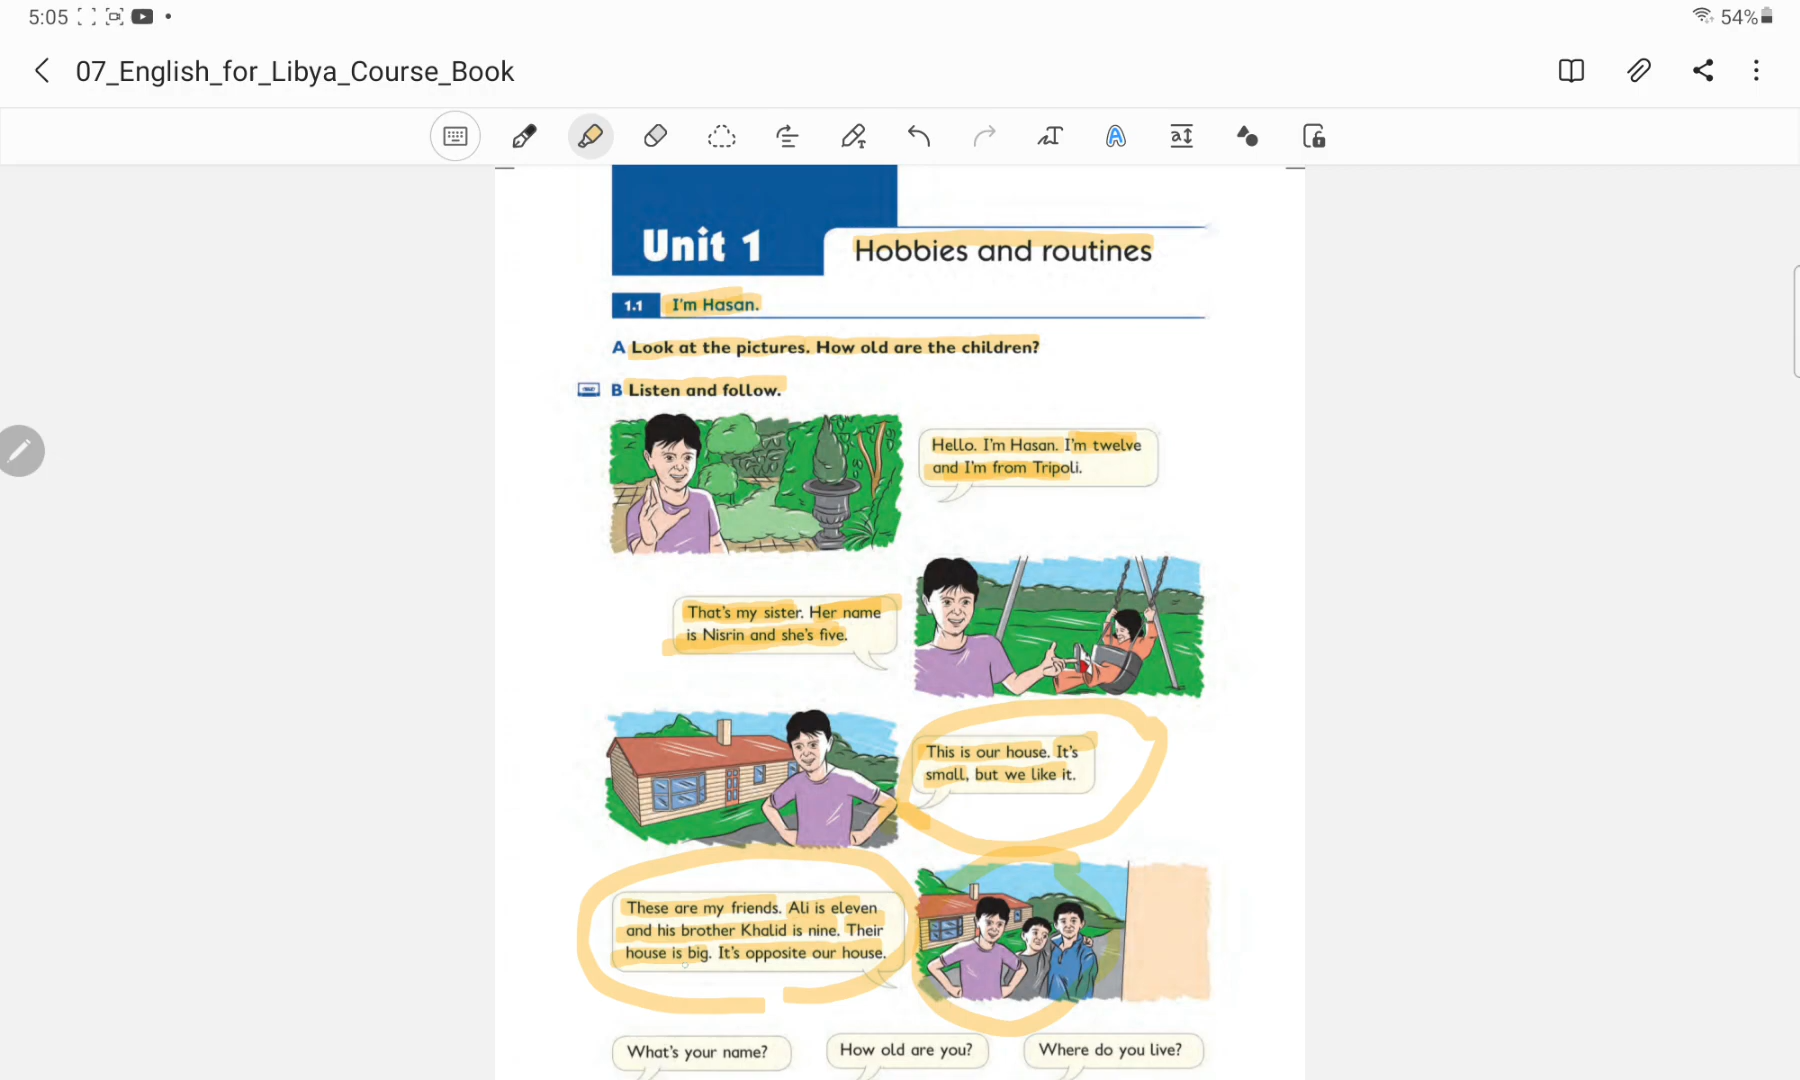 5:05
54%
07_English_for_Libya_Course_Book
Unit 1
Hobbies and routines
1.1 I'm Hasan.
A Look at the pictures. How old are the children?
B Listen and follow.
Hello. I'm Hasan. I'm twelve
and I'm from Tripoli.
That's my sister. Her name
is Nisrin and she's five.
This is our house. It's
small, but we like it.
These are my friends. Ali is eleven
and his brother Khalid is nine. Their
house is big. It's opposite our house.
What's your name?
How old are you?
Where do you live?